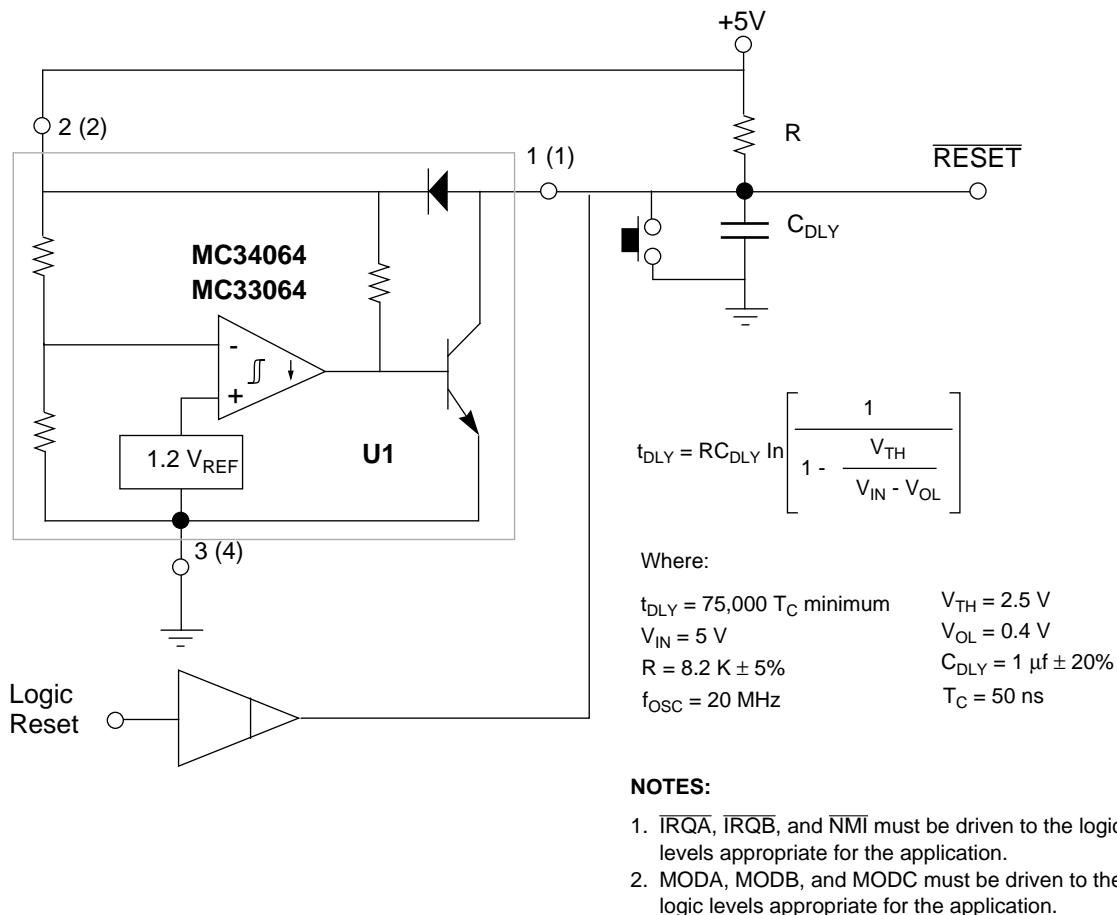 +5V
2 (2)
1 (1)
R
RESET
C_DLY
MC34064
MC33064
-
+
1.2 V_REF
U1
3 (4)
Logic
Reset
t_DLY = RC_DLY ln [ 1 / ( 1 - V_TH / ( V_IN - V_OL ) ) ]
Where:
t_DLY = 75,000 T_C minimum
V_IN = 5 V
R = 8.2 K ± 5%
f_OSC = 20 MHz
V_TH = 2.5 V
V_OL = 0.4 V
C_DLY = 1 µf ± 20%
T_C = 50 ns
NOTES:
1. IRQA, IRQB, and NMI must be driven to the logic
levels appropriate for the application.
2. MODA, MODB, and MODC must be driven to the
logic levels appropriate for the application.